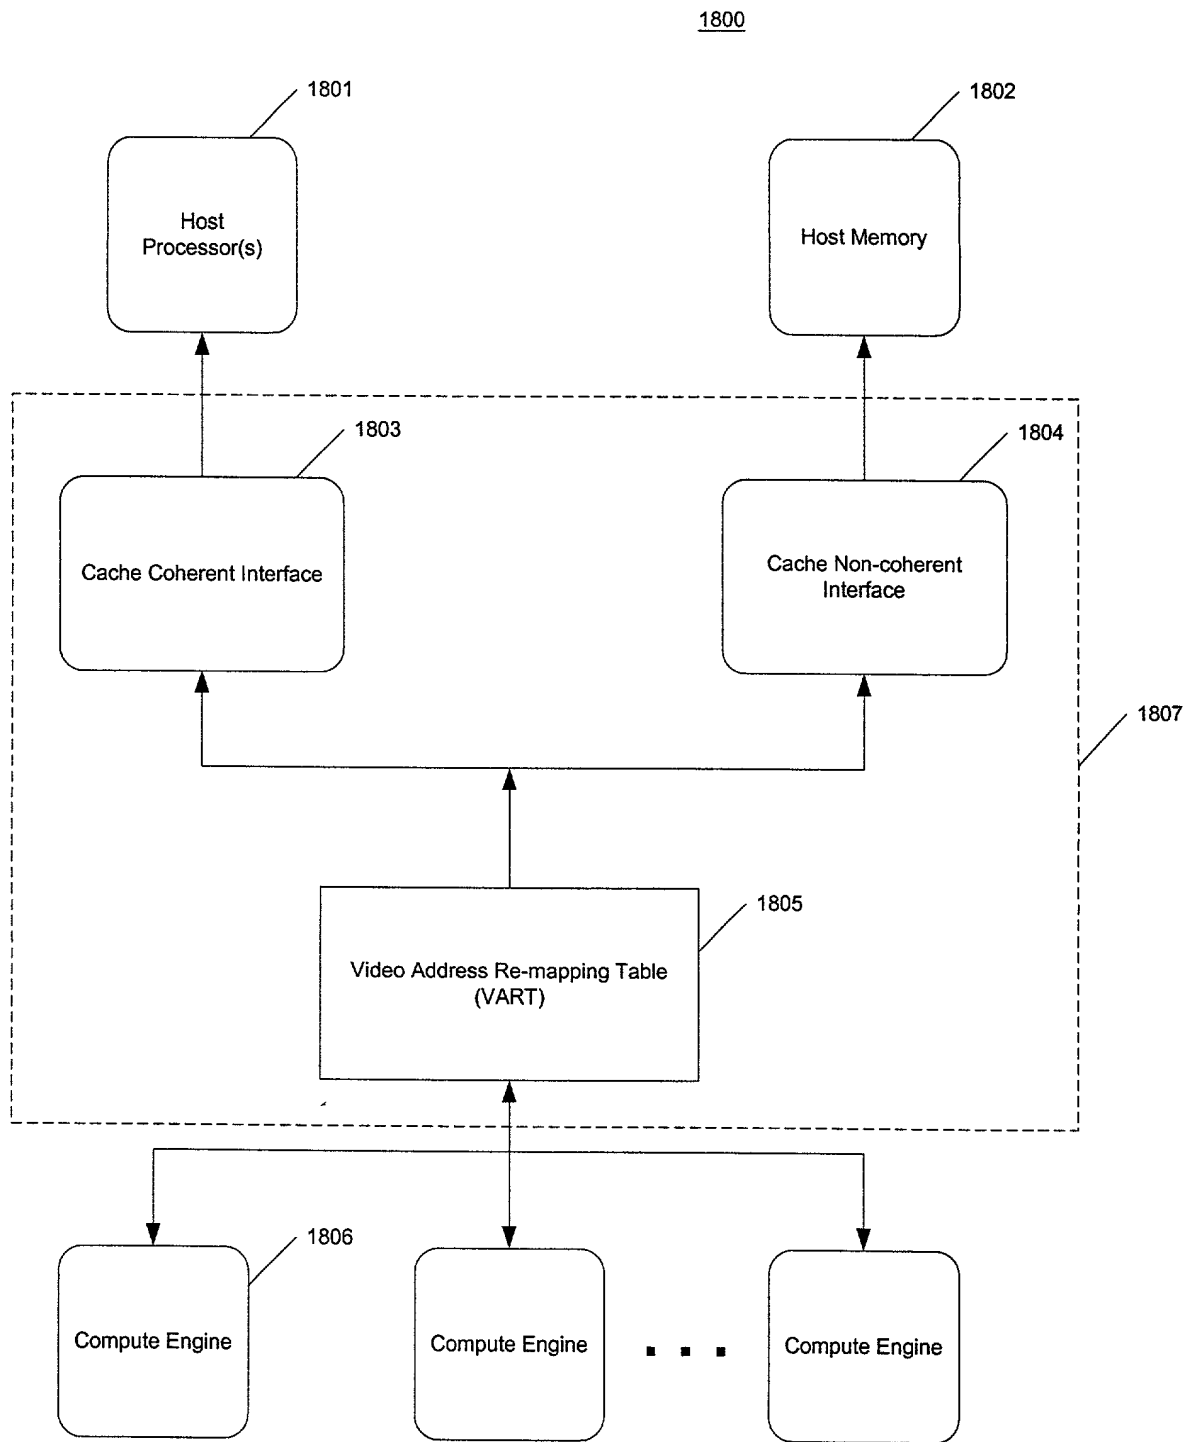 1800
1801
1802
Host
Processor(s)
Host Memory
1803
1804
Cache Coherent Interface
Cache Non-coherent
Interface
1807
1805
Video Address Re-mapping Table
(VART)
1806
Compute Engine
Compute Engine
Compute Engine